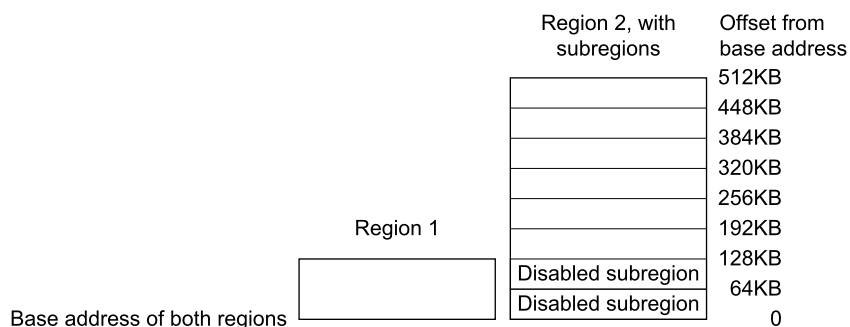 Region 2, with
subregions
Offset from
base address
512KB
448KB
384KB
320KB
256KB
192KB
Region 1
128KB
Disabled subregion
64KB
Disabled subregion
Base address of both regions
0